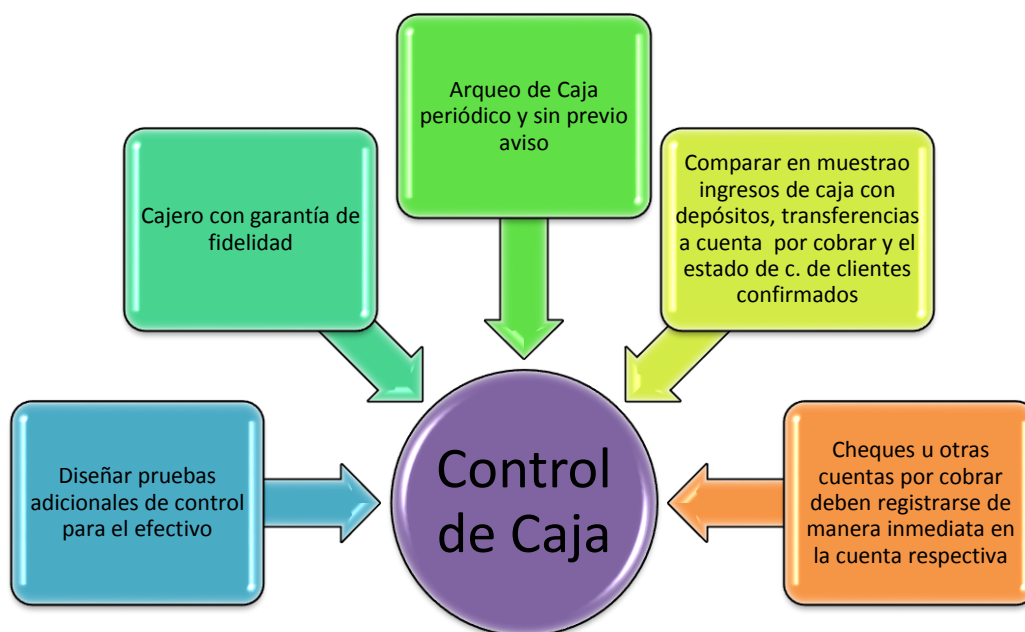 Arqueo de Caja
periódico y sin previo
aviso
Cajero con garantía de
fidelidad
Comparar en muestrao
ingresos de caja con
depósitos, transferencias
a cuenta por cobrar y el
estado de c. de clientes
confirmados
Diseñar pruebas
adicionales de control
para el efectivo
Control
de Caja
Cheques u otras
cuentas por cobrar
deben registrarse de
manera inmediata en
la cuenta respectiva